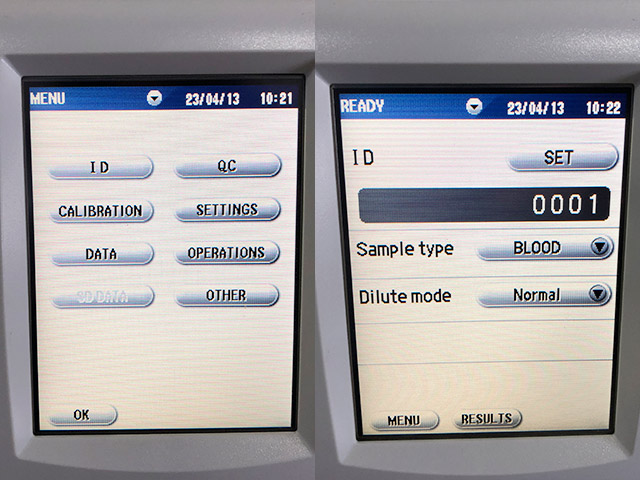 MENU 23/04/13 10:21
ID QC
CALIBRATION SETTINGS
DATA OPERATIONS
SD DATA OTHER
OK
READY 23/04/13 10:22
ID SET
0001
Sample type BLOOD
Dilute mode Normal
MENU RESULTS